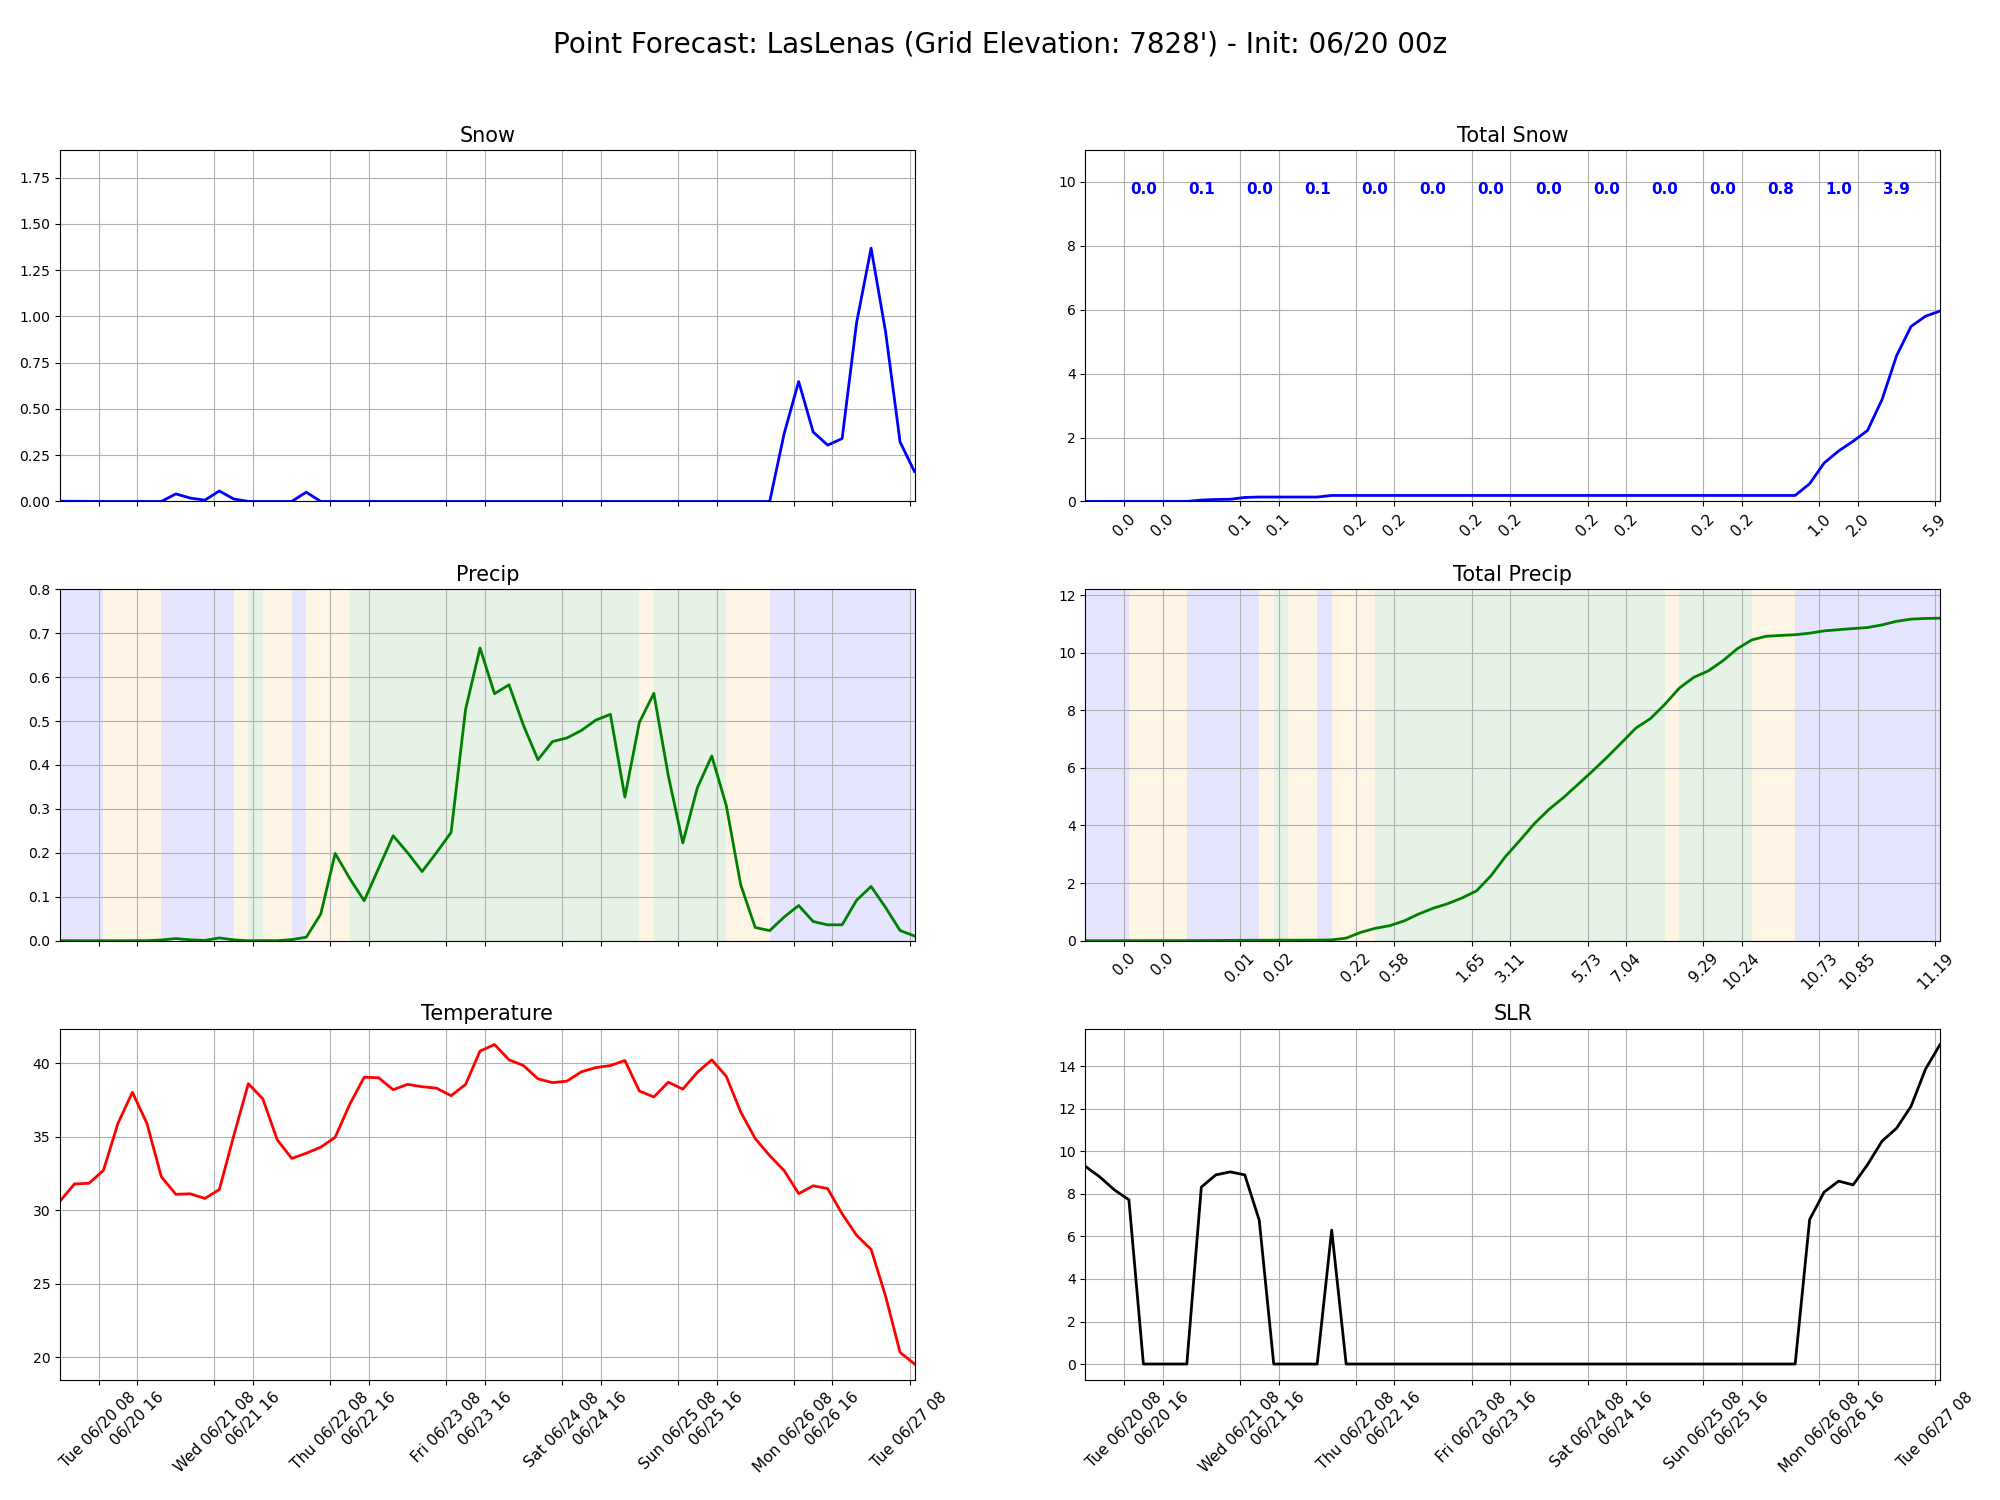 Point Forecast: LasLenas (Grid Elevation: 7828') - Init: 06/20 00z
Snow
1.75
1.50
1.25
1.00
0.75
0.50
0.25
0.00
Total Snow
10
8
6
4
2
0
0.0 0.1 0.0 0.1 0.0 0.0 0.0 0.0 0.0 0.0 0.0 0.8 1.0 3.9
0.0 0.0 0.1 0.1 0.2 0.2 0.2 0.2 0.2 0.2 0.2 0.2 1.0 2.0 5.9
Precip
0.8
0.7
0.6
0.5
0.4
0.3
0.2
0.1
0.0
Total Precip
12
10
8
6
4
2
0
0.0 0.0 0.01 0.02 0.22 0.58 1.65 3.11 5.73 7.04 9.29 10.24 10.73 10.85 11.19
Temperature
40
35
30
25
20
Tue 06/20 08
06/20 16
Wed 06/21 08
06/21 16
Thu 06/22 08
06/22 16
Fri 06/23 08
06/23 16
Sat 06/24 08
06/24 16
Sun 06/25 08
06/25 16
Mon 06/26 08
06/26 16
Tue 06/27 08
SLR
14
12
10
8
6
4
2
0
Tue 06/20 08
06/20 16
Wed 06/21 08
06/21 16
Thu 06/22 08
06/22 16
Fri 06/23 08
06/23 16
Sat 06/24 08
06/24 16
Sun 06/25 08
06/25 16
Mon 06/26 08
06/26 16
Tue 06/27 08